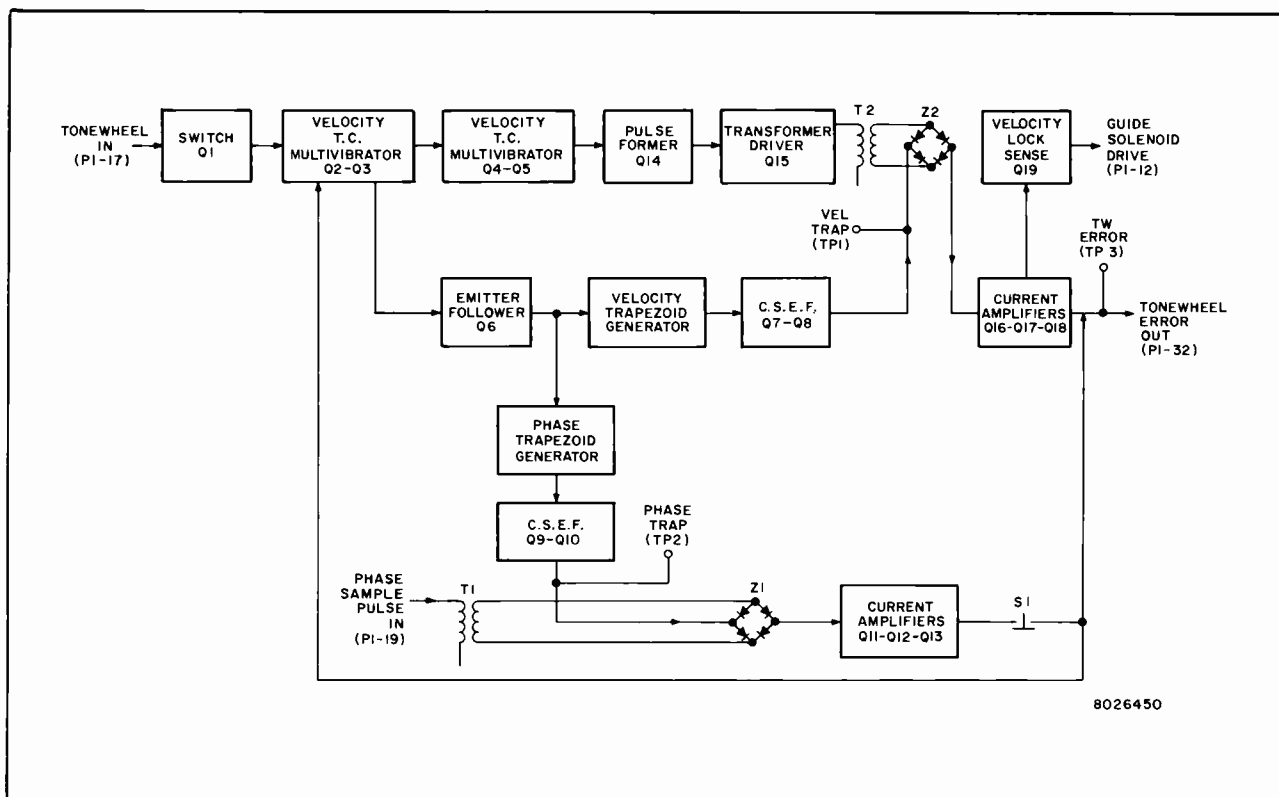 TONEWHEEL
IN
(P1-17)
SWITCH
Q1
VELOCITY
T.C.
MULTIVIBRATOR
Q2-Q3
VELOCITY
T.C.
MULTIVIBRATOR
Q4-Q5
PULSE
FORMER
Q14
TRANSFORMER
DRIVER
Q15
T2
Z2
VELOCITY
LOCK
SENSE
Q19
GUIDE
SOLENOID
DRIVE
(P1-12)
VEL
TRAP
(TP1)
TW
ERROR
(TP 3)
EMITTER
FOLLOWER
Q6
VELOCITY
TRAPEZOID
GENERATOR
C.S.E.F.
Q7-Q8
CURRENT
AMPLIFIERS
Q16-Q17-Q18
TONEWHEEL
ERROR
OUT
(P1-32)
PHASE
TRAPEZOID
GENERATOR
C.S.E.F.
Q9-Q10
PHASE
TRAP
(TP2)
PHASE
SAMPLE
PULSE
IN
(P1-19)
T1
Z1
CURRENT
AMPLIFIERS
Q11-Q12-Q13
S1
8026450